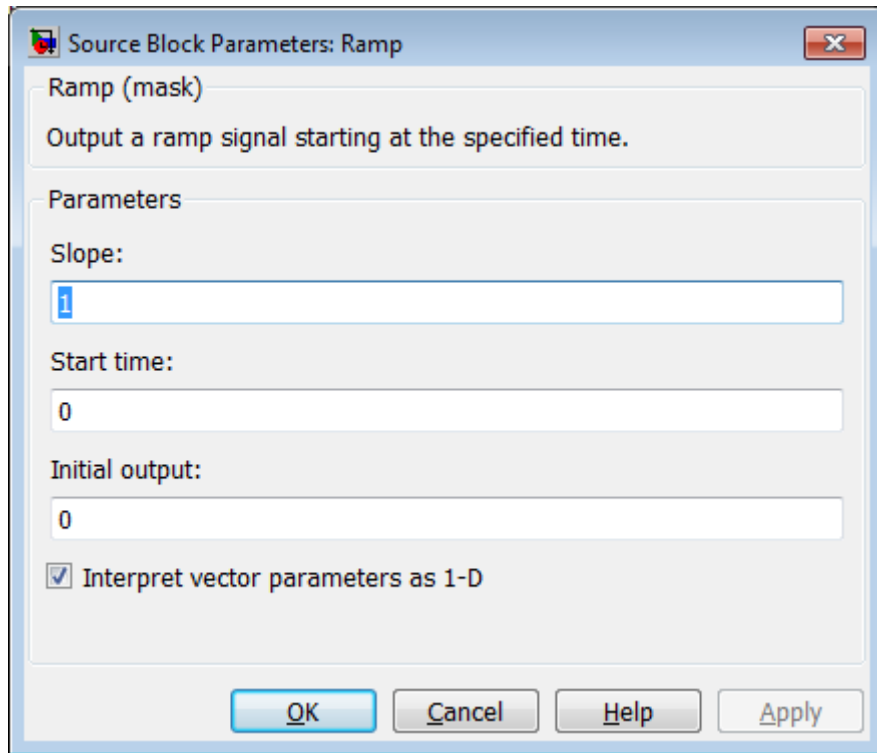 Source Block Parameters: Ramp
Ramp (mask)
Output a ramp signal starting at the specified time.
Parameters
Slope:
1
Start time:
0
Initial output:
0
Interpret vector parameters as 1-D
OK Cancel Help Apply